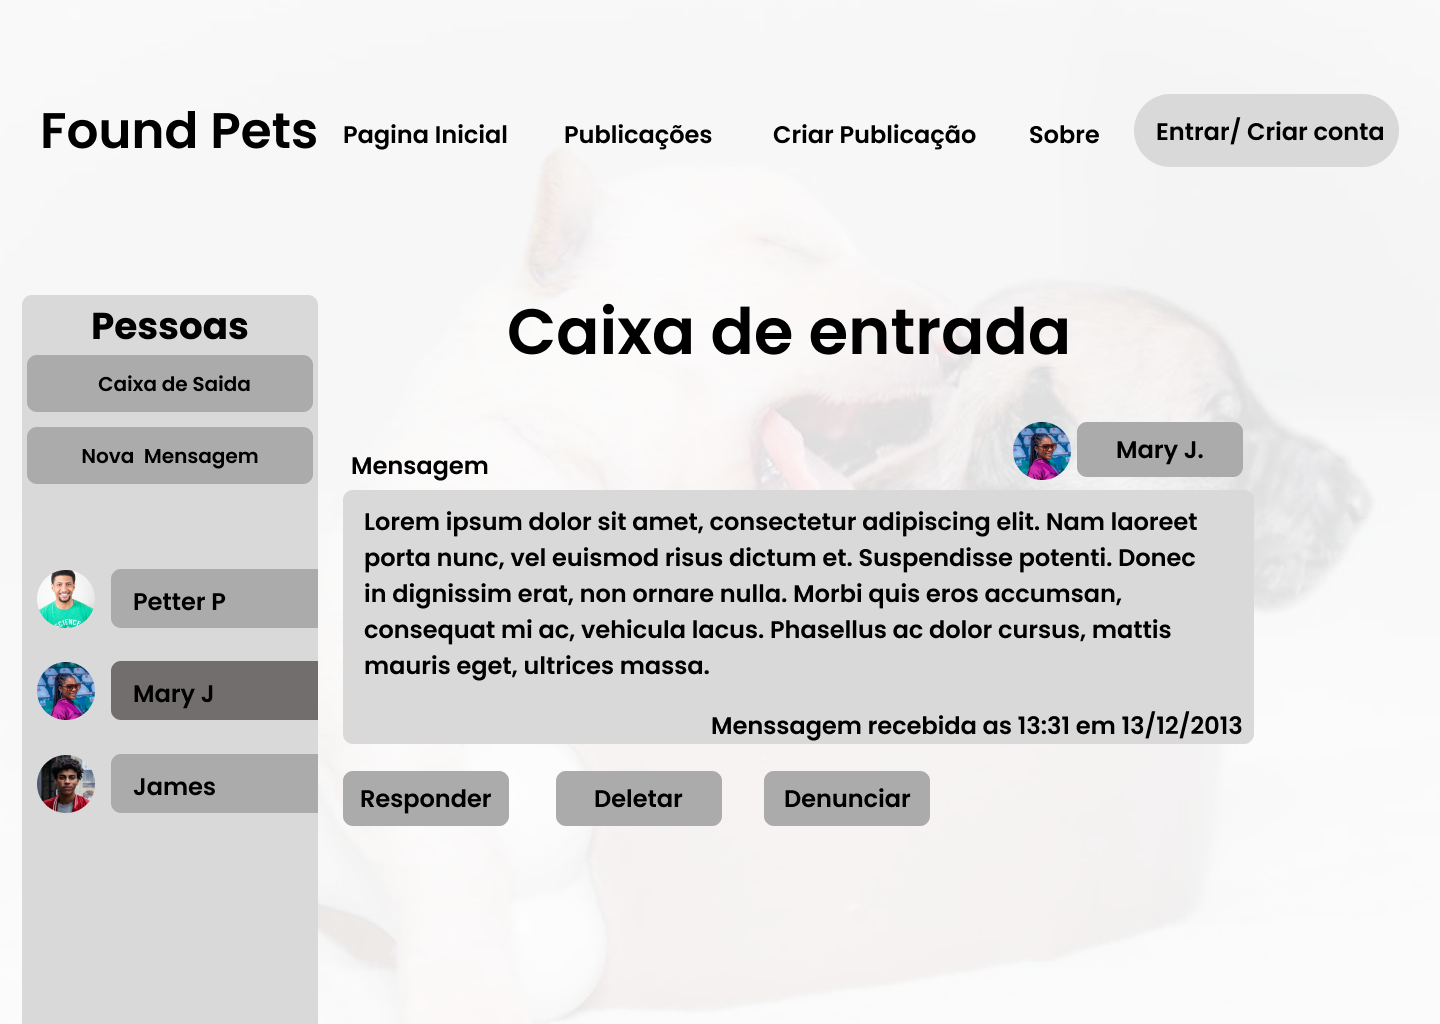 Found Pets
Pagina Inicial
Publicações
Criar Publicação
Sobre
Entrar/ Criar conta
Pessoas
Caixa de Saida
Nova  Mensagem
Petter P
Mary J
James
Caixa de entrada
Mensagem
Mary J.
Lorem ipsum dolor sit amet, consectetur adipiscing elit. Nam laoreet
porta nunc, vel euismod risus dictum et. Suspendisse potenti. Donec
in dignissim erat, non ornare nulla. Morbi quis eros accumsan,
consequat mi ac, vehicula lacus. Phasellus ac dolor cursus, mattis
mauris eget, ultrices massa.
Menssagem recebida as 13:31 em 13/12/2013
Responder
Deletar
Denunciar